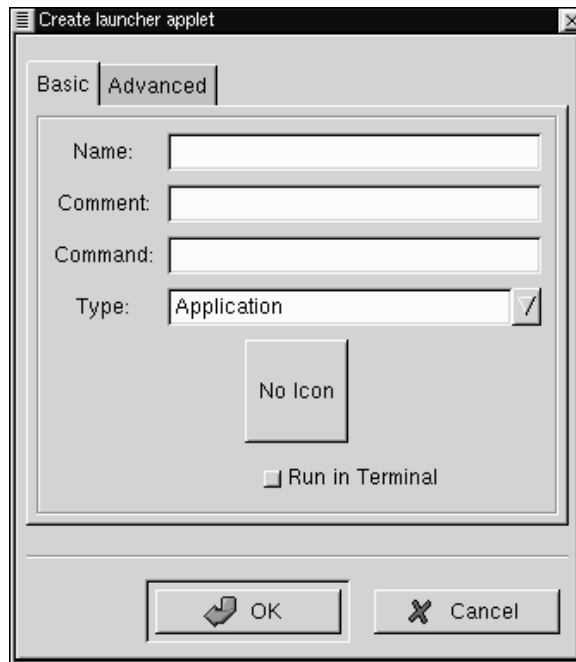 Create launcher applet
Basic Advanced
Name:
Comment:
Command:
Type: Application
No Icon
Run in Terminal
OK Cancel